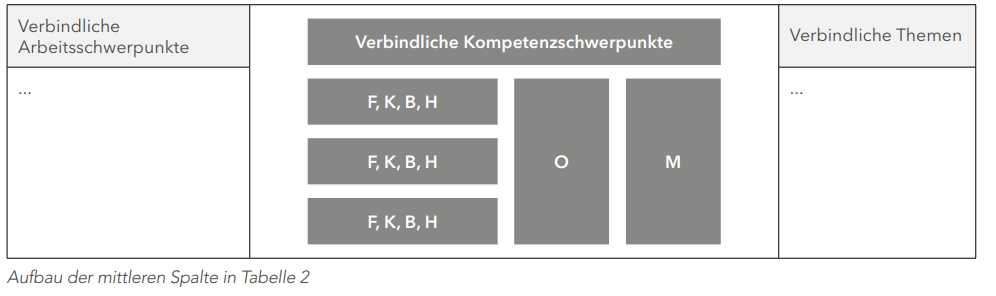 Verbindliche
Arbeitsschwerpunkte
Verbindliche Kompetenzschwerpunkte
Verbindliche Themen
...
F, K, B, H
F, K, B, H
F, K, B, H
O
M
...
Aufbau der mittleren Spalte in Tabelle 2